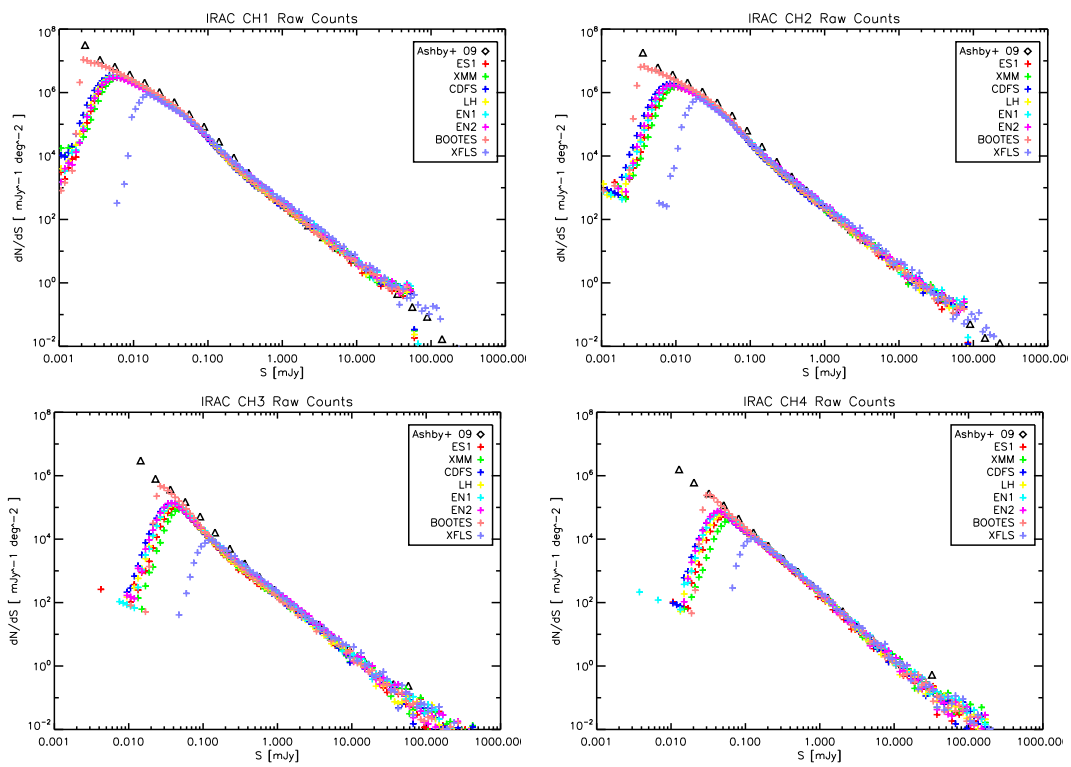 IRAC CH1 Raw Counts
dN/dS [ mJy^-1 deg^-2 ]
10^8
10^6
10^4
10^2
10^0
10^-2
Ashby+ 09
ES1
XMM
CDFS
LH
EN1
EN2
BOOTES
XFLS
0.001 0.010 0.100 1.000 10.000 100.000 1000.00
S [mJy]
IRAC CH2 Raw Counts
dN/dS [ mJy^-1 deg^-2 ]
10^8
10^6
10^4
10^2
10^0
10^-2
Ashby+ 09
ES1
XMM
CDFS
LH
EN1
EN2
BOOTES
XFLS
0.001 0.010 0.100 1.000 10.000 100.000 1000.00
S [mJy]
IRAC CH3 Raw Counts
dN/dS [ mJy^-1 deg^-2 ]
10^8
10^6
10^4
10^2
10^0
10^-2
Ashby+ 09
ES1
XMM
CDFS
LH
EN1
EN2
BOOTES
XFLS
0.001 0.010 0.100 1.000 10.000 100.000 1000.00
S [mJy]
IRAC CH4 Raw Counts
dN/dS [ mJy^-1 deg^-2 ]
10^8
10^6
10^4
10^2
10^0
10^-2
Ashby+ 09
ES1
XMM
CDFS
LH
EN1
EN2
BOOTES
XFLS
0.001 0.010 0.100 1.000 10.000 100.000 1000.00
S [mJy]